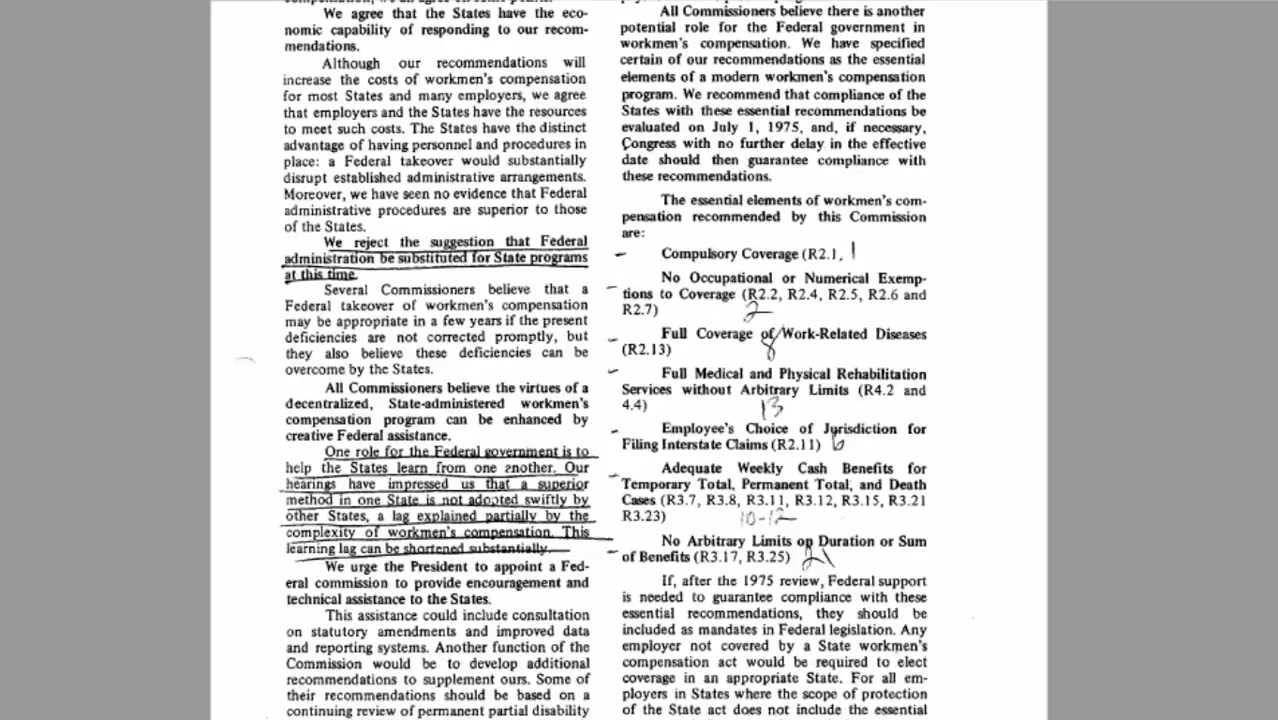 We agree that the States have the eco-
nomic capability of responding to our recom-
mendations.
Although our recommendations will
increase the costs of workmen's compensation
for most States and many employers, we agree
that employers and the States have the resources
to meet such costs. The States have the distinct
advantage of having personnel and procedures in
place: a Federal takeover would substantially
disrupt established administrative arrangements.
Moreover, we have seen no evidence that Federal
administrative procedures are superior to those
of the States.
We reject the suggestion that Federal
administration be substituted for State programs
at this time.
Several Commissioners believe that a
Federal takeover of workmen's compensation
may be appropriate in a few years if the present
deficiencies are not corrected promptly, but
they also believe these deficiencies can be
overcome by the States.
All Commissioners believe the virtues of a
decentralized, State-administered workmen's
compensation program can be enhanced by
creative Federal assistance.
One role for the Federal government is to
help the States learn from one another. Our
hearings have impressed us that a superior
method in one State is not adopted swiftly by
other States, a lag explained partially by the
complexity of workmen's compensation. This
learning lag can be shortened substantially.
We urge the President to appoint a Fed-
eral commission to provide encouragement and
technical assistance to the States.
This assistance could include consultation
on statutory amendments and improved data
and reporting systems. Another function of the
Commission would be to develop additional
recommendations to supplement ours. Some of
their recommendations should be based on a
continuing review of permanent partial disability
All Commissioners believe there is another
potential role for the Federal government in
workmen's compensation. We have specified
certain of our recommendations as the essential
elements of a modern workmen's compensation
program. We recommend that compliance of the
States with these essential recommendations be
evaluated on July 1, 1975, and, if necessary,
Congress with no further delay in the effective
date should then guarantee compliance with
these recommendations.
The essential elements of workmen's com-
pensation recommended by this Commission
are:
Compulsory Coverage (R2.1, 1
No Occupational or Numerical Exemp-
tions to Coverage (R2.2, R2.4, R2.5, R2.6 and
R2.7) 2
Full Coverage of Work-Related Diseases
(R2.13) 8
Full Medical and Physical Rehabilitation
Services without Arbitrary Limits (R4.2 and
4.4) 13
Employee's Choice of Jurisdiction for
Filing Interstate Claims (R2.11) 6
Adequate Weekly Cash Benefits for
Temporary Total, Permanent Total, and Death
Cases (R3.7, R3.8, R3.11, R3.12, R3.15, R3.21
R3.23) 10-12
No Arbitrary Limits on Duration or Sum
of Benefits (R3.17, R3.25)
If, after the 1975 review, Federal support
is needed to guarantee compliance with these
essential recommendations, they should be
included as mandates in Federal legislation. Any
employer not covered by a State workmen's
compensation act would be required to elect
coverage in an appropriate State. For all em-
ployers in States where the scope of protection
of the State act does not include the essential